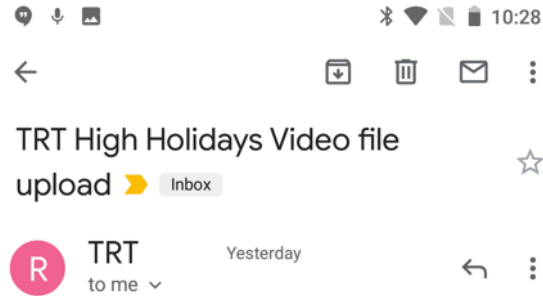 10:28
TRT High Holidays Video file
upload Inbox
R TRT Yesterday
to me